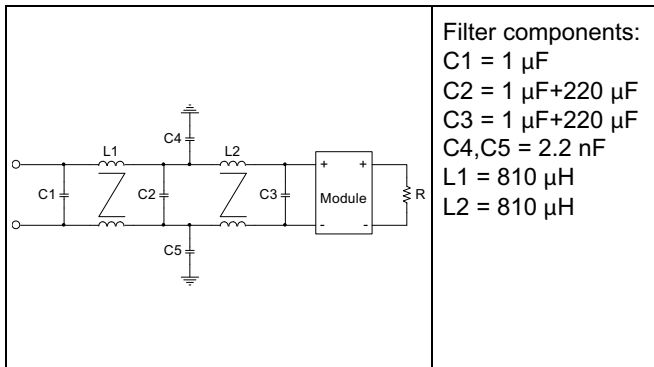 C4
L1
L2
C1
C2
C3
+
+
Module
-
-
R
C5
Filter components:
C1 = 1 µF
C2 = 1 µF+220 µF
C3 = 1 µF+220 µF
C4,C5 = 2.2 nF
L1 = 810 µH
L2 = 810 µH